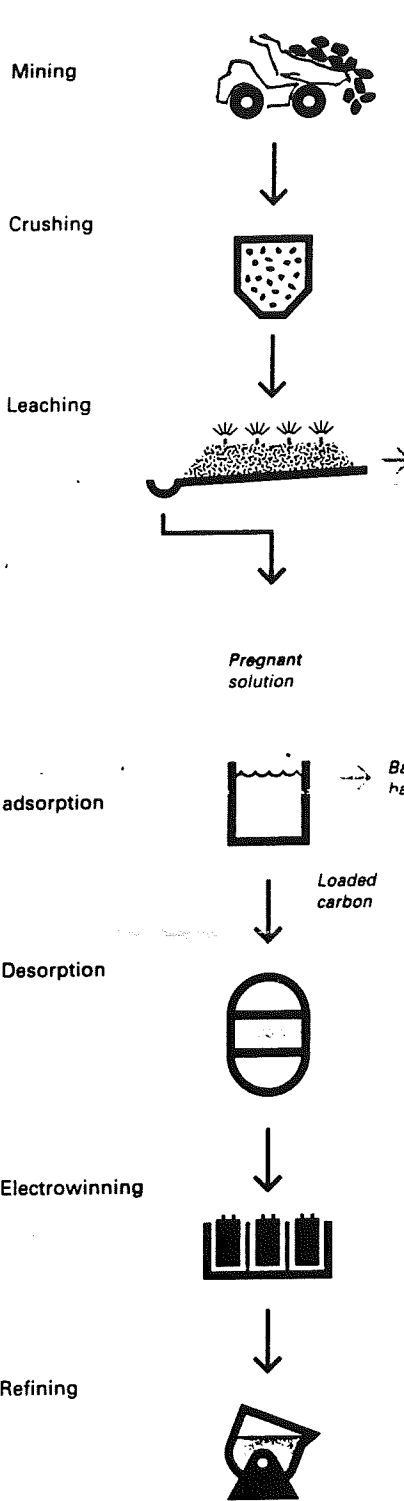 Mining
Crushing
Leaching
Pregnant
solution
adsorption
Loaded
carbon
Desorption
Electrowinning
Refining